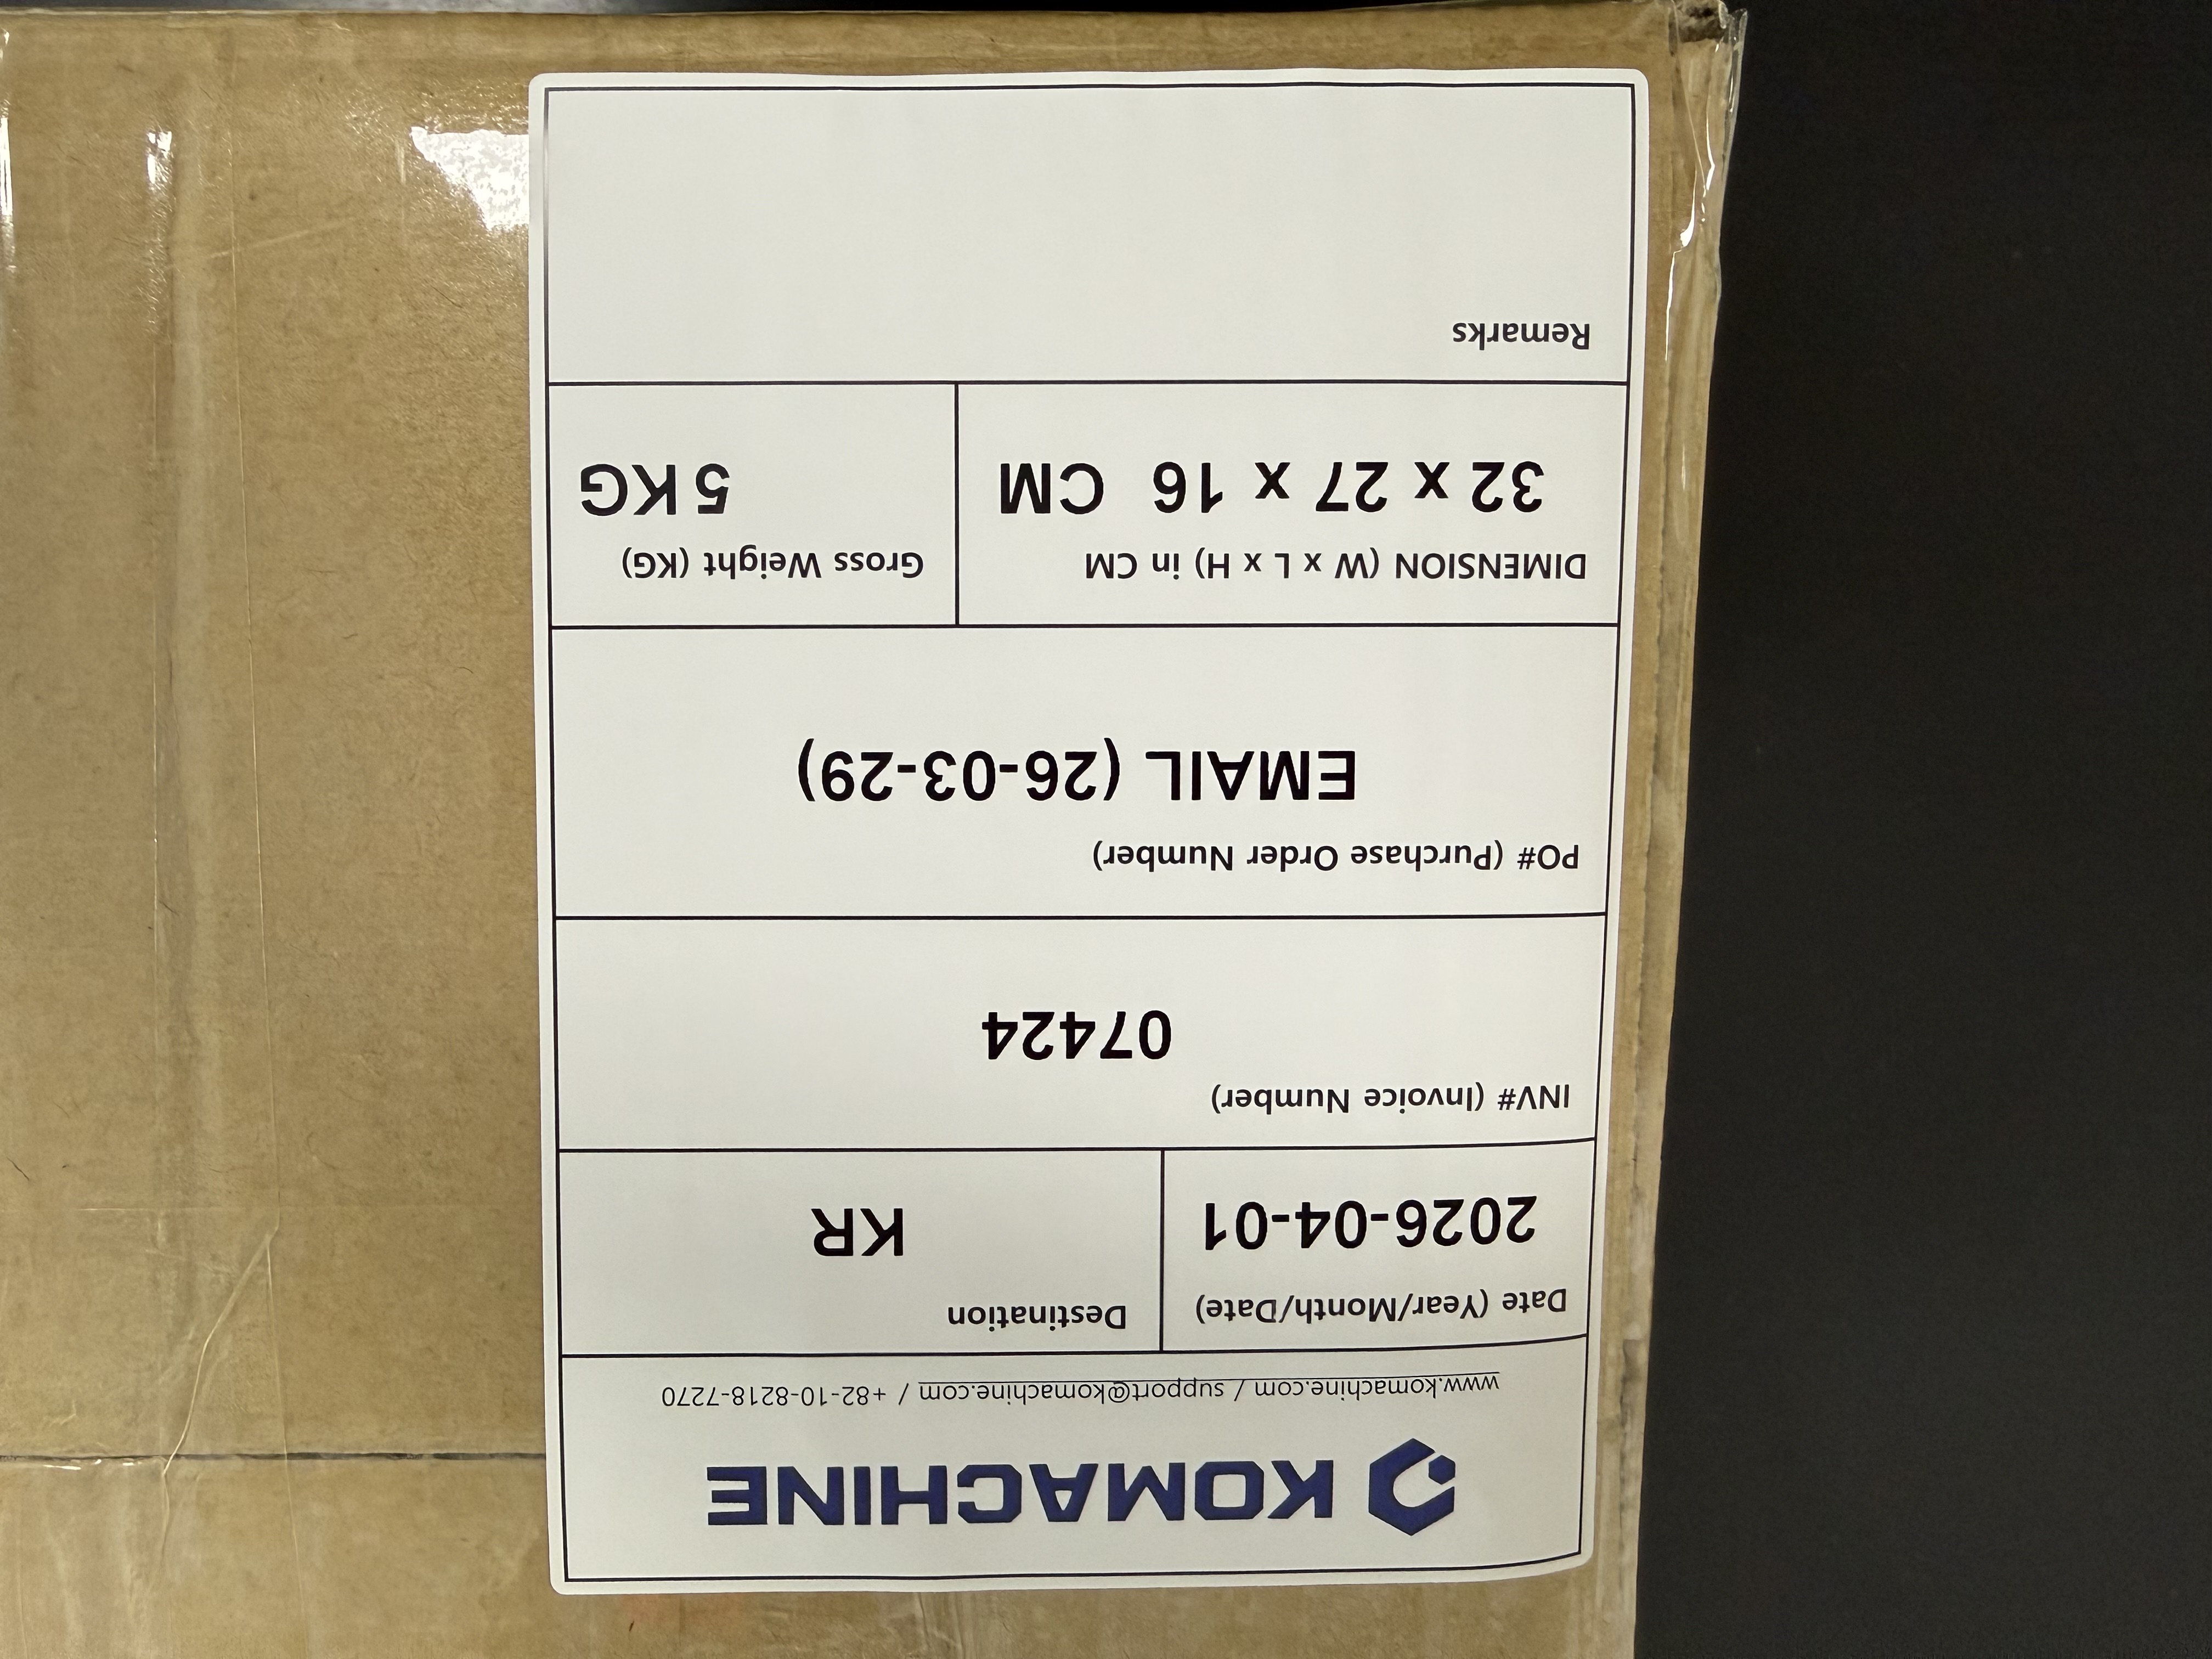 KOMACHINE
www.komachine.com / support@komachine.com / +82-10-8218-7270
Date (Year/Month/Date)
2026-04-01
Destination
KR
INV# (Invoice Number)
07424
PO# (Purchase Order Number)
EMAIL (26-03-29)
DIMENSION (W x L x H) in CM
32 x 27 x 16 CM
Gross Weight (KG)
5 KG
Remarks